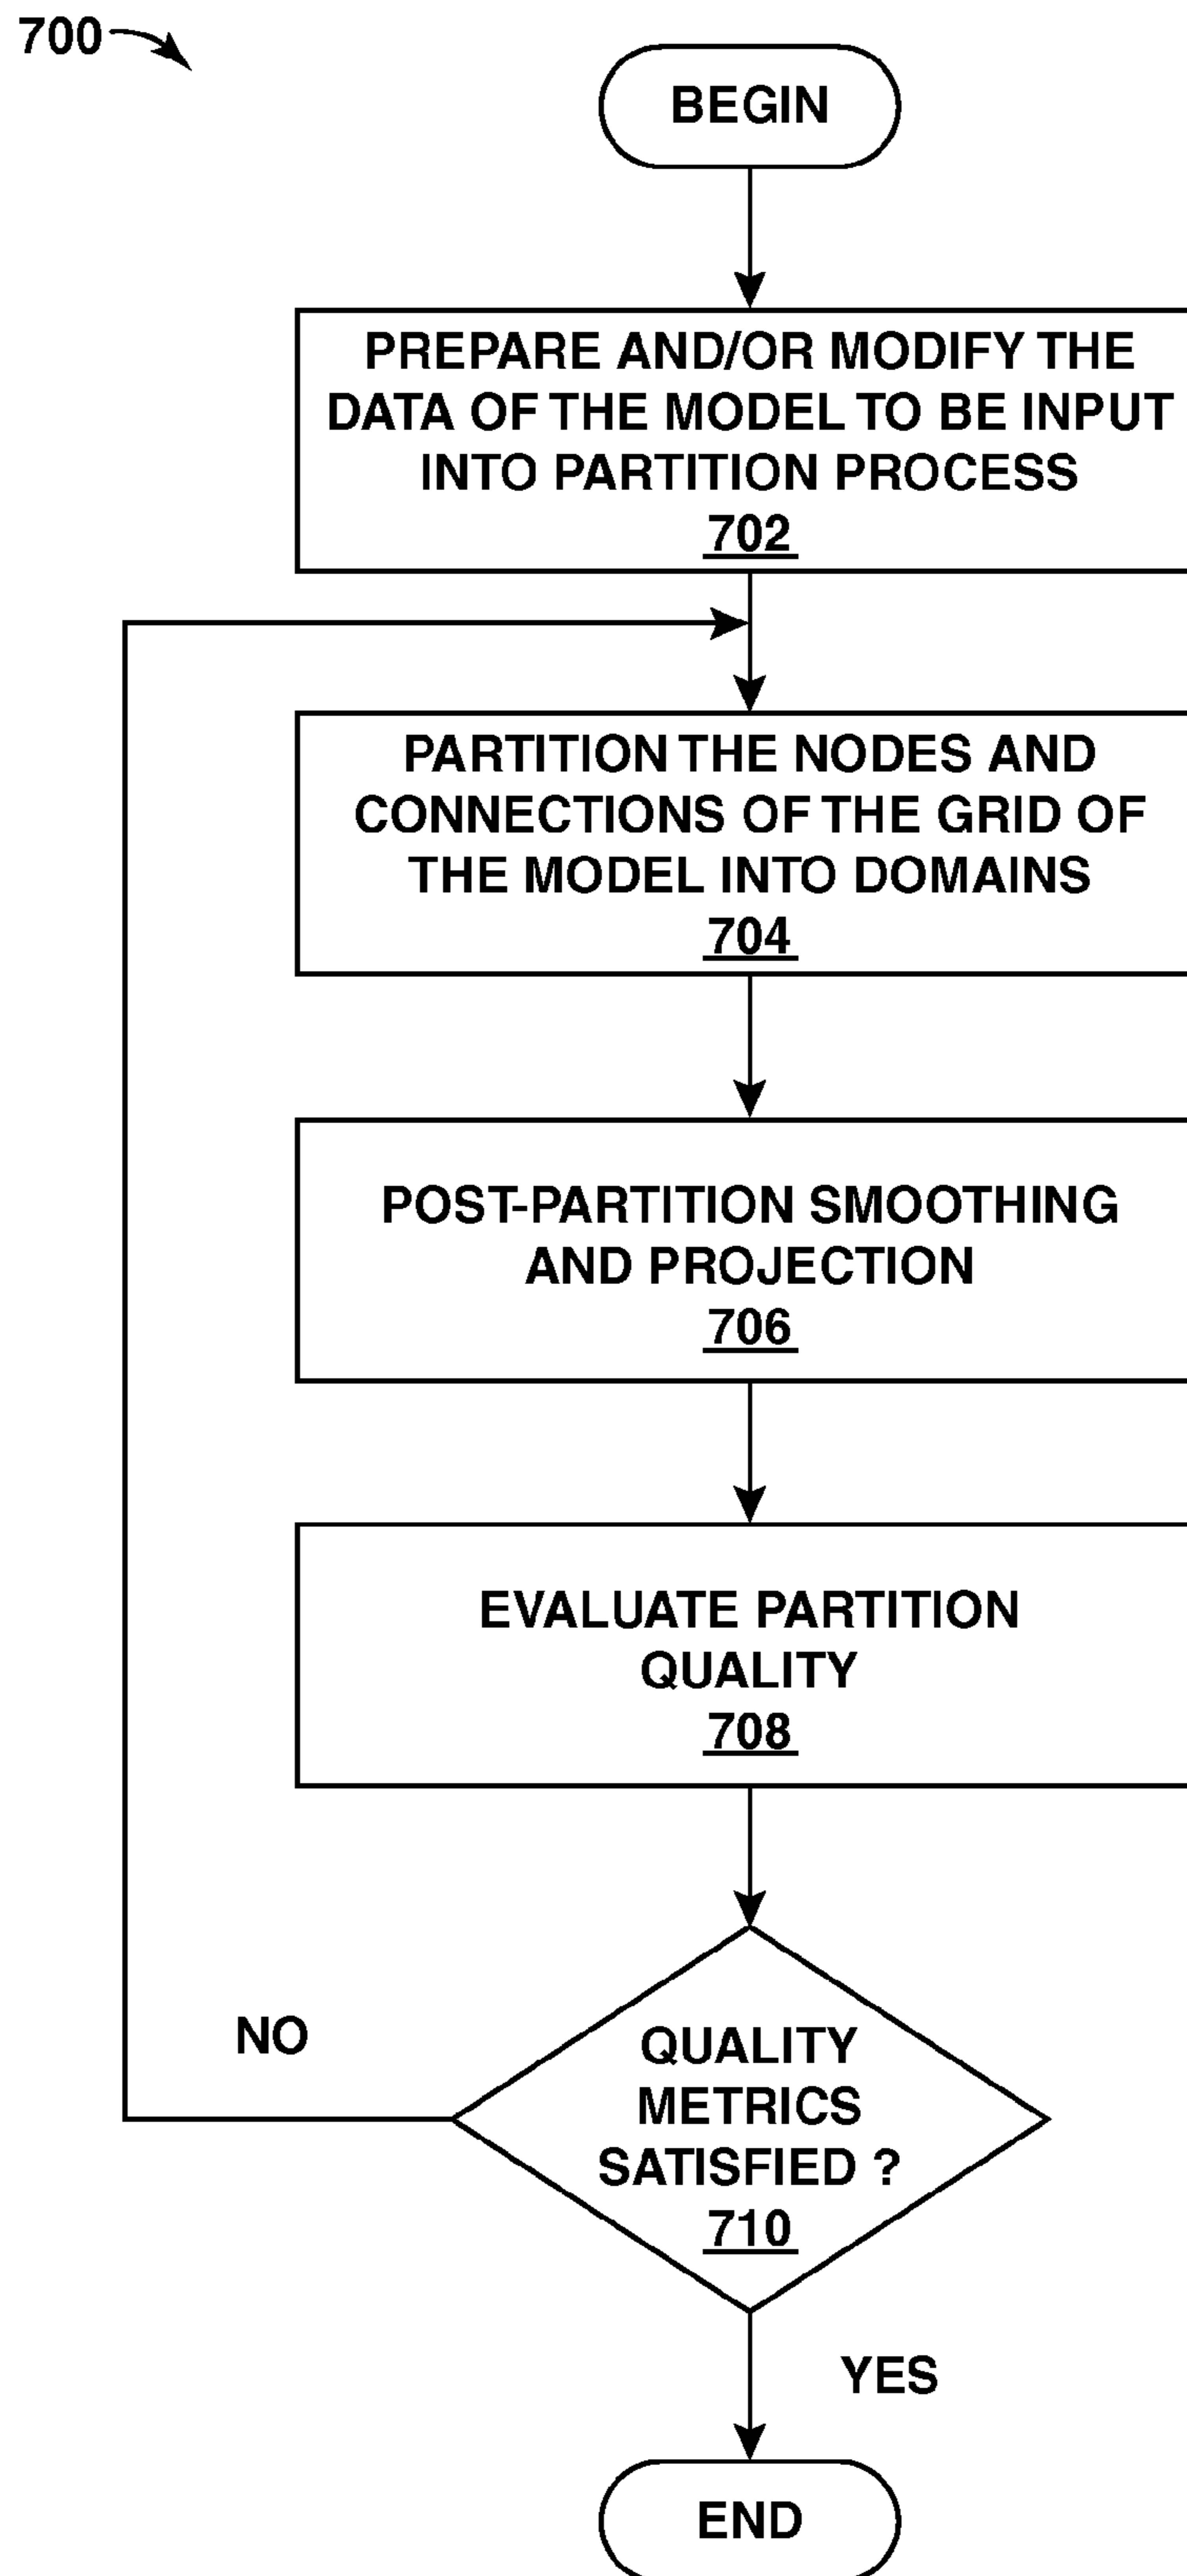 700
BEGIN
PREPARE AND/OR MODIFY THE
DATA OF THE MODEL TO BE INPUT
INTO PARTITION PROCESS
702
PARTITION THE NODES AND
CONNECTIONS OF THE GRID OF
THE MODEL INTO DOMAINS
704
POST-PARTITION SMOOTHING
AND PROJECTION
706
EVALUATE PARTITION
QUALITY
708
NO
QUALITY
METRICS
SATISFIED ?
710
YES
END